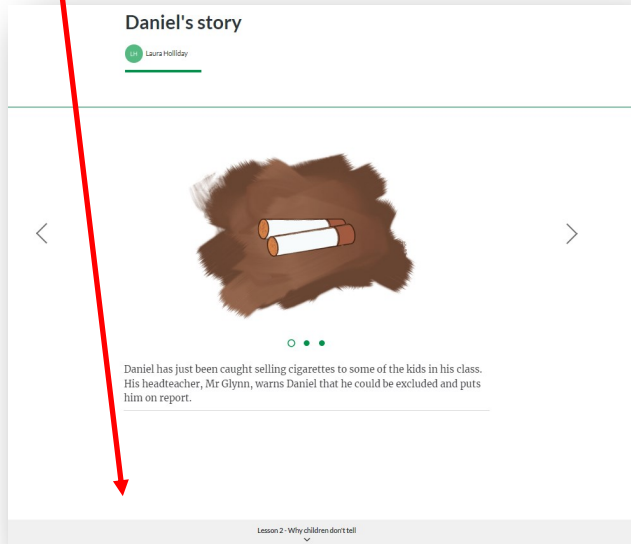 Daniel's story
LH Laura Holliday
Daniel has just been caught selling cigarettes to some of the kids in his class.
His headteacher, Mr Glynn, warns Daniel that he could be excluded and puts
him on report.
Lesson 2 - Why children don't tell